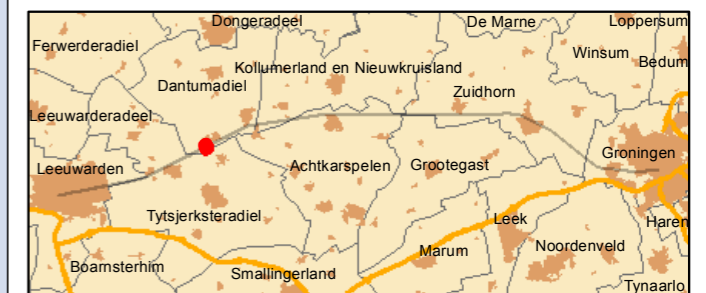 Dongeradeel
De Marne
Loppersum
Ferwerderadiel
Winsum
Bedum
Kollumerland en Nieuwkruisland
Dantumadiel
Zuidhorn
Leeuwarderadeel
Groningen
Leeuwarden
Achtkarspelen
Grootegast
Tytsjerksteradiel
Leek
Haren
Marum
Noordenveld
Boarnsterhim
Smallingerland
Tynaarlo